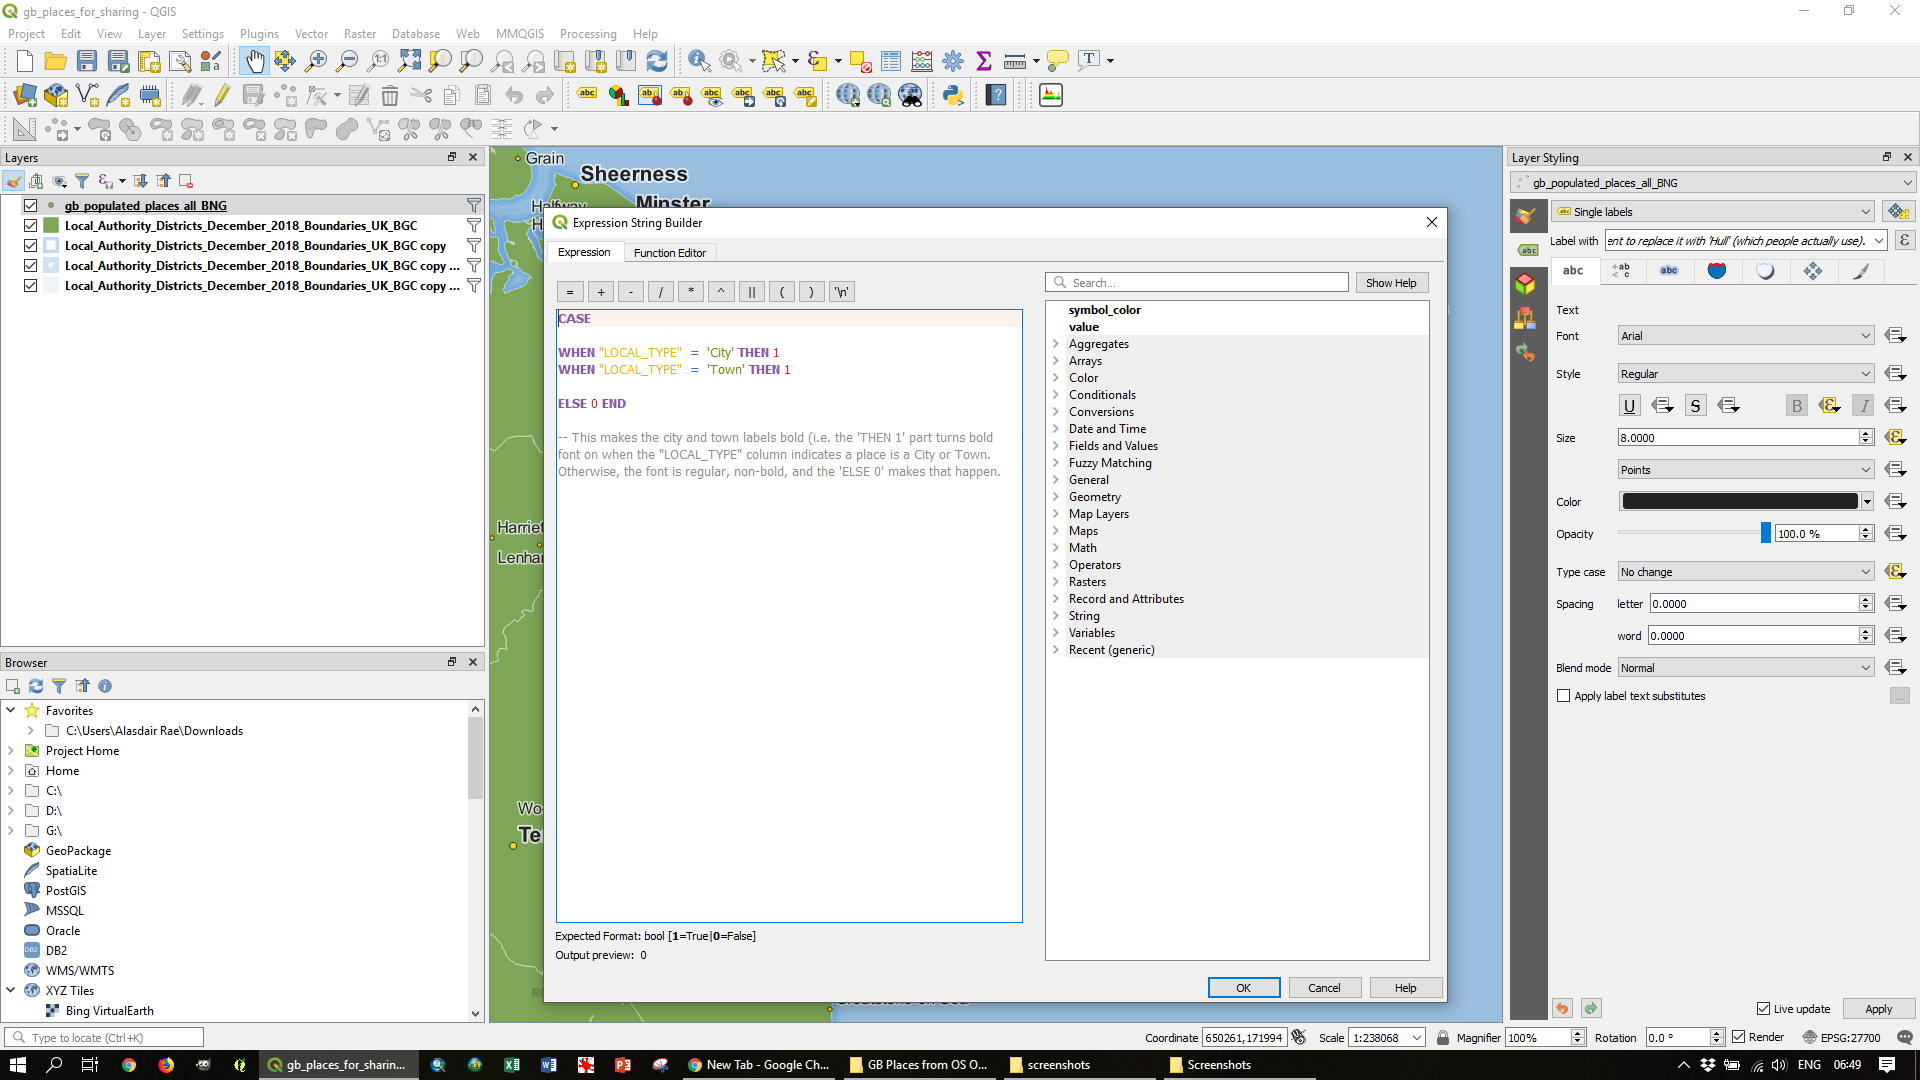 gb_places_for_sharing - QGIS
Project Edit View Layer Settings Plugins Vector Raster Database Web MMQGIS Processing Help
Layers
gb_populated_places_all_BNG
Local_Authority_Districts_December_2018_Boundaries_UK_BGC
Local_Authority_Districts_December_2018_Boundaries_UK_BGC copy
Local_Authority_Districts_December_2018_Boundaries_UK_BGC copy ...
Local_Authority_Districts_December_2018_Boundaries_UK_BGC copy ...
Browser
Favorites
C:\Users\Alasdair Rae\Downloads
Project Home
Home
C:\
D:\
G:\
GeoPackage
SpatiaLite
PostGIS
MSSQL
Oracle
DB2
WMS/WMTS
XYZ Tiles
Bing VirtualEarth
Type to locate (Ctrl+K)
Grain
Sheerness
Minster
Halfway
Harriet
Lenha
Wo
Te
Expression String Builder
Expression Function Editor
= + - / * ^ || ( ) '\n'
CASE
WHEN "LOCAL_TYPE" = 'City' THEN 1
WHEN "LOCAL_TYPE" = 'Town' THEN 1
ELSE 0 END
-- This makes the city and town labels bold (i.e. the 'THEN 1' part turns bold
font on when the "LOCAL_TYPE" column indicates a place is a City or Town.
Otherwise, the font is regular, non-bold, and the 'ELSE 0' makes that happen.
Expected Format: bool [1=True|0=False]
Output preview: 0
Search... Show Help
symbol_color
value
Aggregates
Arrays
Color
Conditionals
Conversions
Date and Time
Fields and Values
Fuzzy Matching
General
Geometry
Map Layers
Maps
Math
Operators
Rasters
Record and Attributes
String
Variables
Recent (generic)
OK Cancel Help
Layer Styling
gb_populated_places_all_BNG
Single labels
Label with ent to replace it with 'Hull' (which people actually use).
Text
Font Arial
Style Regular
U S B I
Size 8.0000
Points
Color
Opacity 100.0 %
Type case No change
Spacing letter 0.0000
word 0.0000
Blend mode Normal
Apply label text substitutes
Live update Apply
Coordinate 650261,171994 Scale 1:238068 Magnifier 100% Rotation 0.0 ° Render EPSG:27700
gb_places_for_sharin... New Tab - Google Ch... GB Places from OS O... screenshots Screenshots ENG 06:49